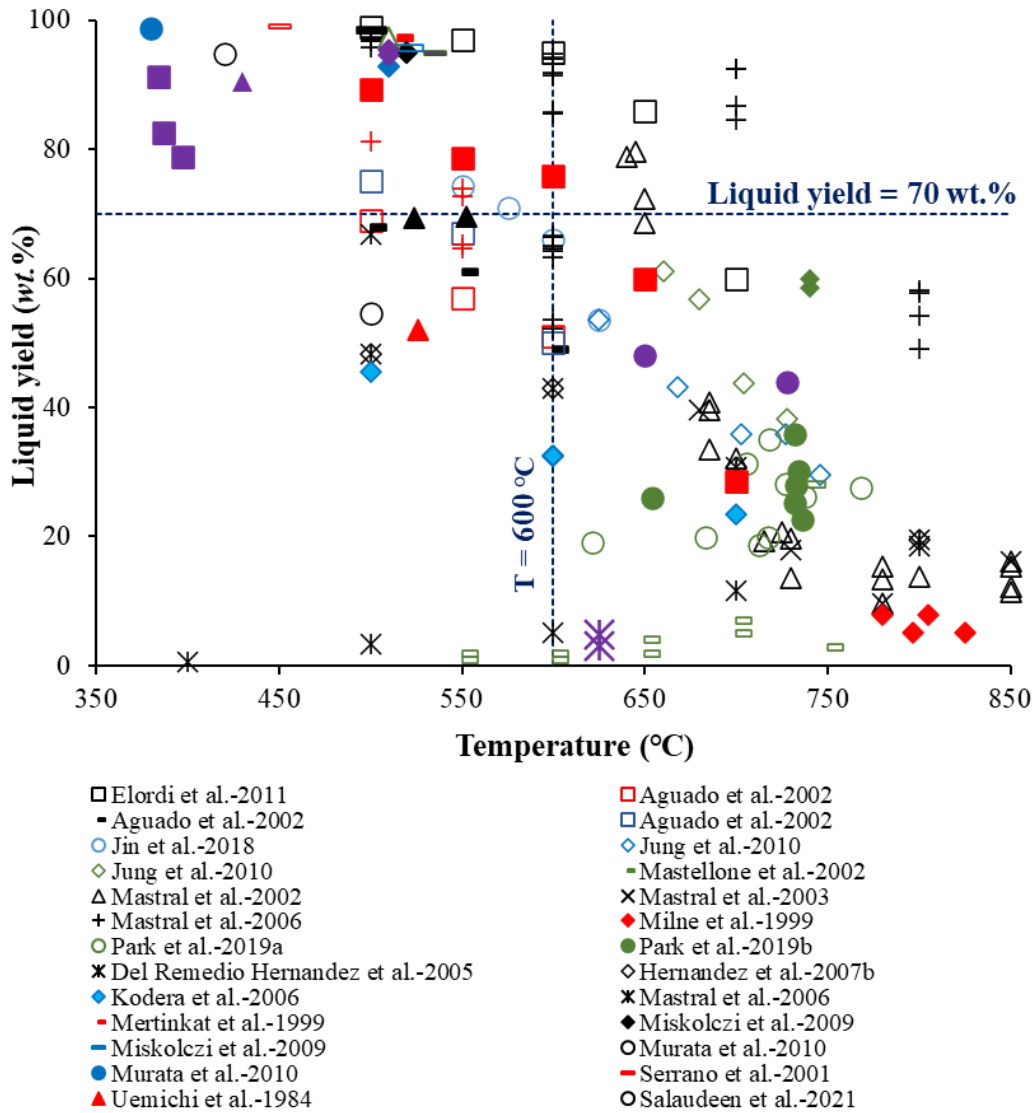 100
80
60
40
20
0
Liquid yield (wt.%)
Liquid yield = 70 wt.%
T = 600 °C
350 450 550 650 750 850
Temperature (°C)
Elordi et al.-2011 Aguado et al.-2002
Aguado et al.-2002 Aguado et al.-2002
Jin et al.-2018 Jung et al.-2010
Jung et al.-2010 Mastellone et al.-2002
Mastral et al.-2002 Mastral et al.-2003
Mastral et al.-2006 Milne et al.-1999
Park et al.-2019a Park et al.-2019b
Del Remedio Hernandez et al.-2005 Hernandez et al.-2007b
Kodera et al.-2006 Mastral et al.-2006
Mertinkat et al.-1999 Miskolczi et al.-2009
Miskolczi et al.-2009 Murata et al.-2010
Murata et al.-2010 Serrano et al.-2001
Uemichi et al.-1984 Salaudeen et al.-2021